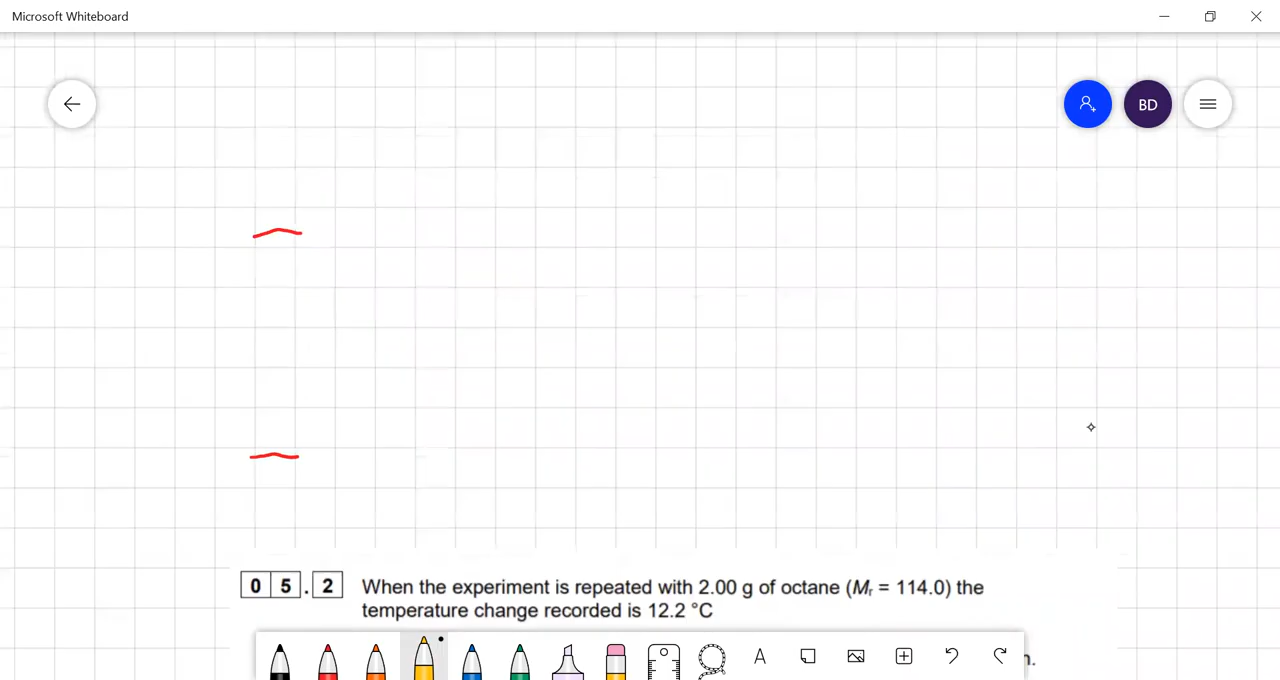 Microsoft Whiteboard
BD
0 5 . 2 When the experiment is repeated with 2.00 g of octane (Mr = 114.0) the
temperature change recorded is 12.2 °C
A
n.